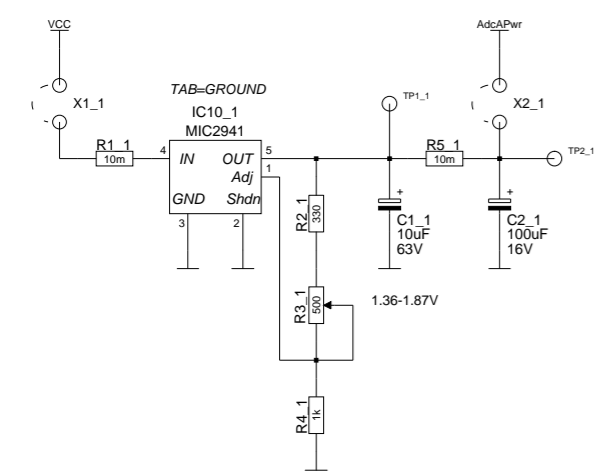 VCC
AdcAPwr
X1_1
TAB=GROUND
IC10_1
MIC2941
TP1_1
X2_1
R1_1
10m
4
IN
OUT
5
Adj
1
GND
Shdn
3
2
R5_1
10m
TP2_1
R2_1
330
+
C1_1
10uF
63V
+
C2_1
100uF
16V
R3_1
500
1.36-1.87V
R4_1
1k